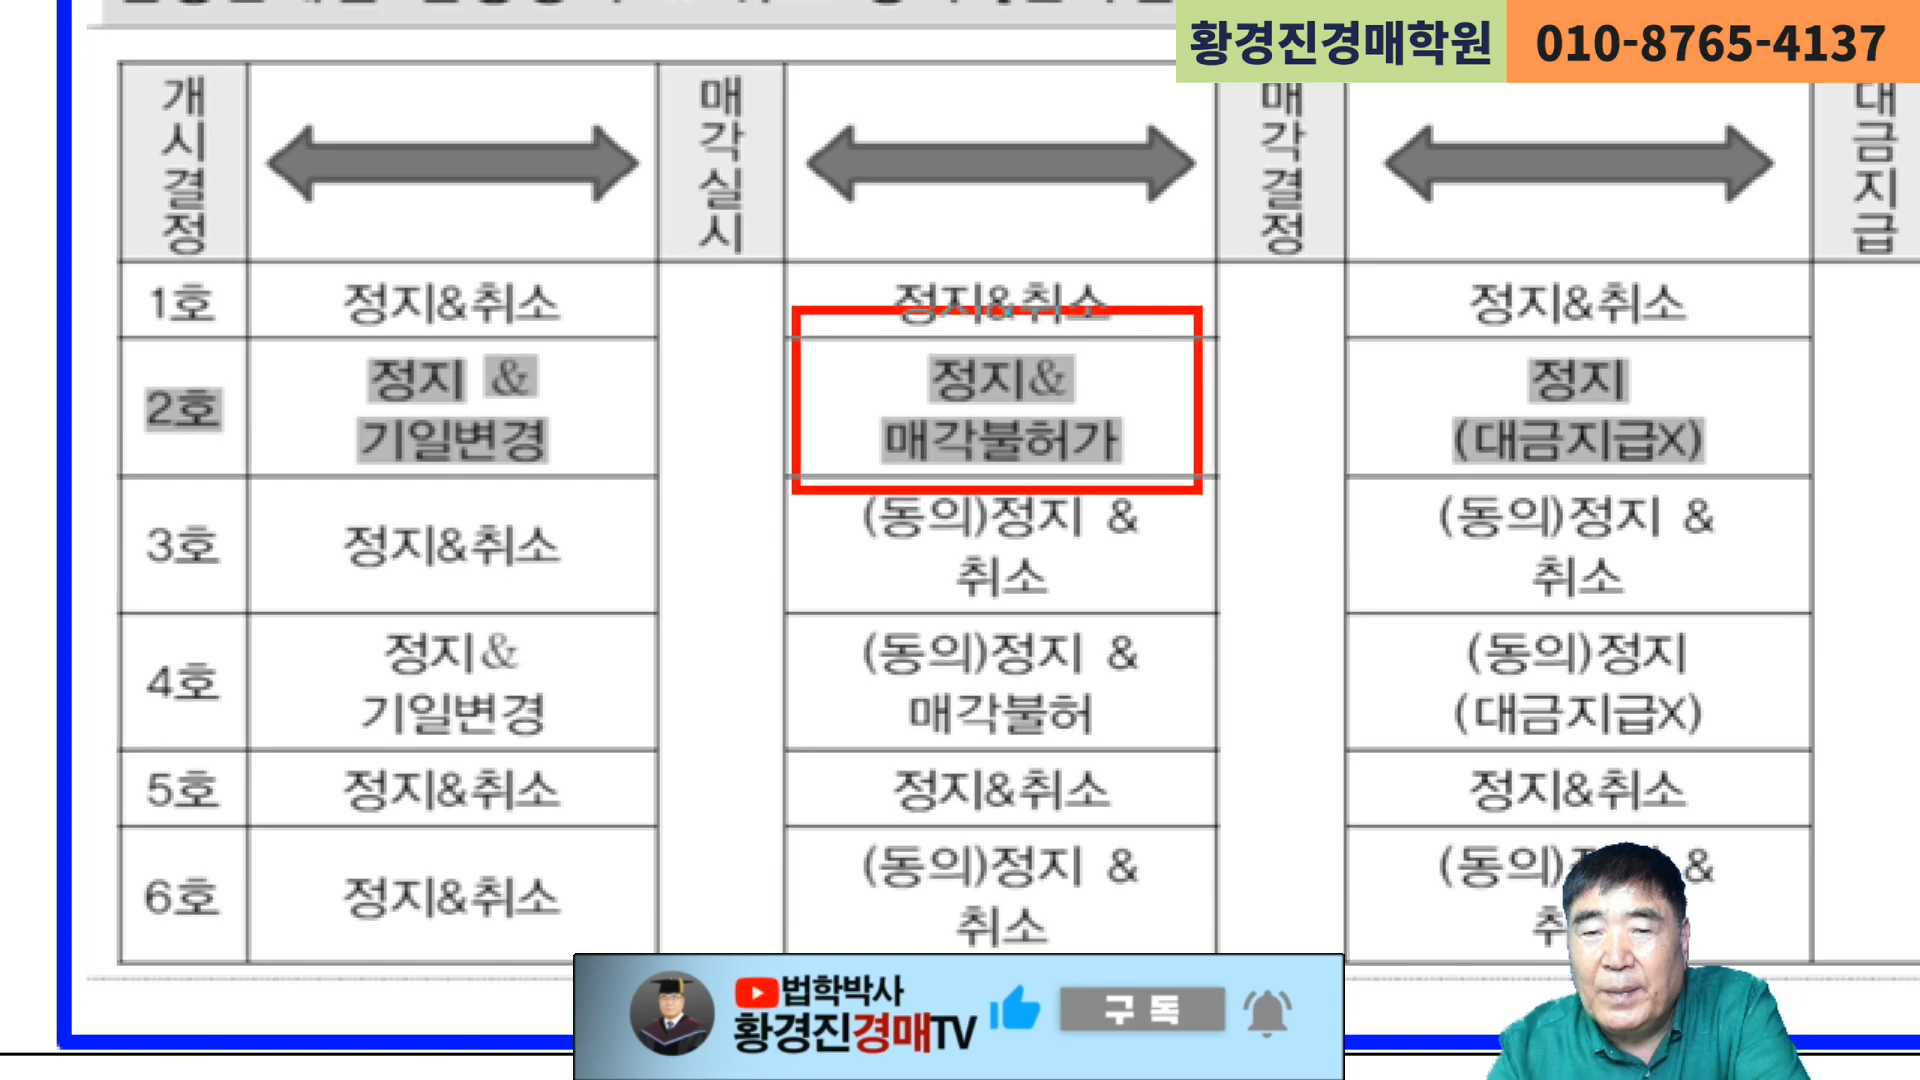 황경진경매학원 010-8765-4137
개시결정 매각실시 매각결정 대금지급
1호 정지&취소 정지&취소 정지&취소
2호 정지 & 기일변경 정지& 매각불허가 정지 (대금지급X)
3호 정지&취소 (동의)정지 & 취소 (동의)정지 & 취소
4호 정지& 기일변경 (동의)정지 & 매각불허 (동의)정지 (대금지급X)
5호 정지&취소 정지&취소 정지&취소
6호 정지&취소 (동의)정지 & 취소 (동의) &
법학박사
황경진경매TV
구독